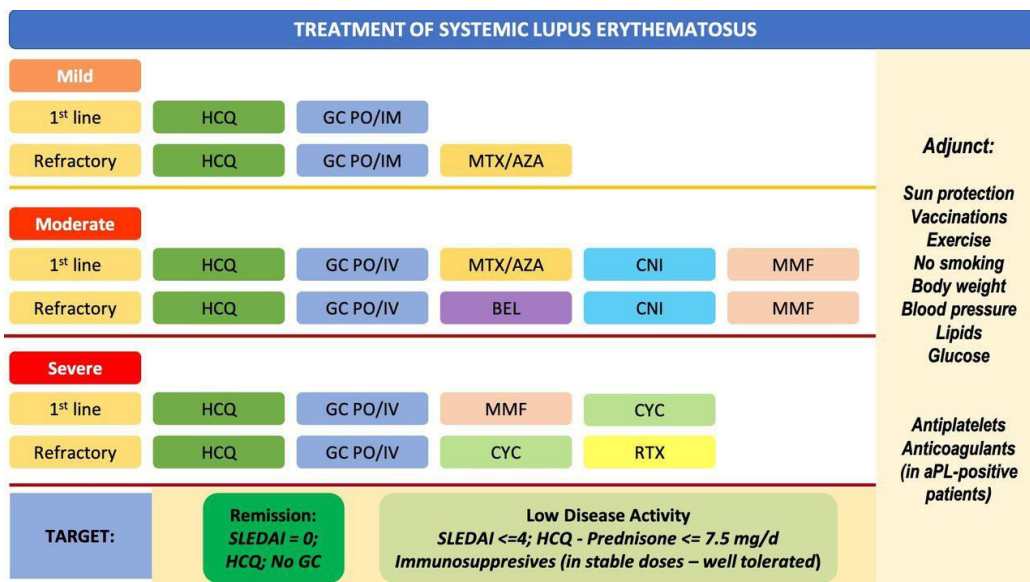 TREATMENT OF SYSTEMIC LUPUS ERYTHEMATOSUS
Mild
1st line HCQ GC PO/IM
Refractory HCQ GC PO/IM MTX/AZA
Moderate
1st line HCQ GC PO/IV MTX/AZA CNI MMF
Refractory HCQ GC PO/IV BEL CNI MMF
Severe
1st line HCQ GC PO/IV MMF CYC
Refractory HCQ GC PO/IV CYC RTX
TARGET:
Remission:
SLEDAI = 0;
HCQ; No GC
Low Disease Activity
SLEDAI <=4; HCQ - Prednisone <= 7.5 mg/d
Immunosuppresives (in stable doses – well tolerated)
Adjunct:
Sun protection
Vaccinations
Exercise
No smoking
Body weight
Blood pressure
Lipids
Glucose
Antiplatelets
Anticoagulants
(in aPL-positive
patients)